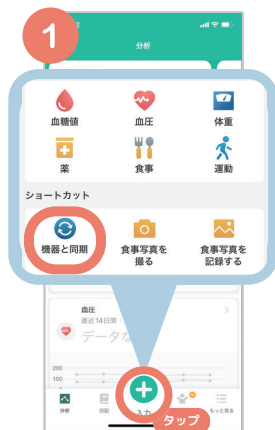 1
分析
血糖値 血圧 体重
薬 食事 運動
ショートカット
機器と同期 食事写真を 食事写真を
撮る 記録する
血圧
直近14日間
データな
200
100
分析 日記 入力 もっと見る
タップ